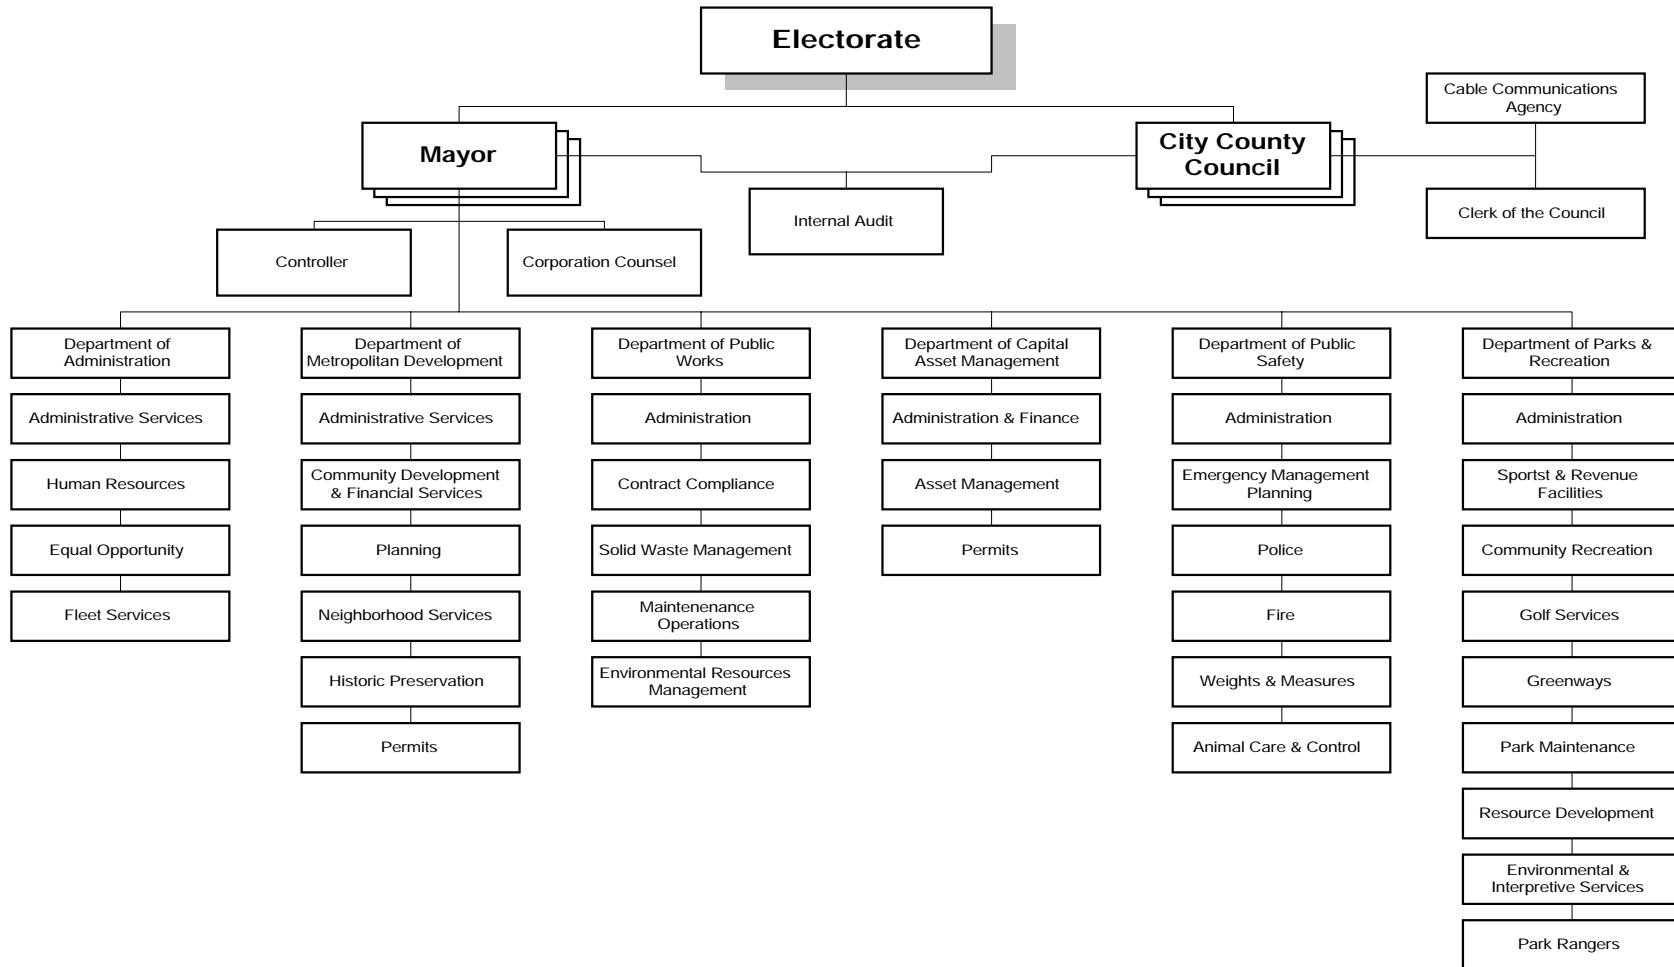 Electorate
Cable Communications
Agency
Mayor
City County
Council
Internal Audit
Clerk of the Council
Controller
Corporation Counsel
Department of
Administration
Administrative Services
Human Resources
Equal Opportunity
Fleet Services
Department of
Metropolitan Development
Administrative Services
Community Development
& Financial Services
Planning
Neighborhood Services
Historic Preservation
Permits
Department of Public
Works
Administration
Contract Compliance
Solid Waste Management
Maintenenance
Operations
Environmental Resources
Management
Department of Capital
Asset Management
Administration & Finance
Asset Management
Permits
Department of Public
Safety
Administration
Emergency Management
Planning
Police
Fire
Weights & Measures
Animal Care & Control
Department of Parks &
Recreation
Administration
Sportst & Revenue
Facilities
Community Recreation
Golf Services
Greenways
Park Maintenance
Resource Development
Environmental &
Interpretive Services
Park Rangers